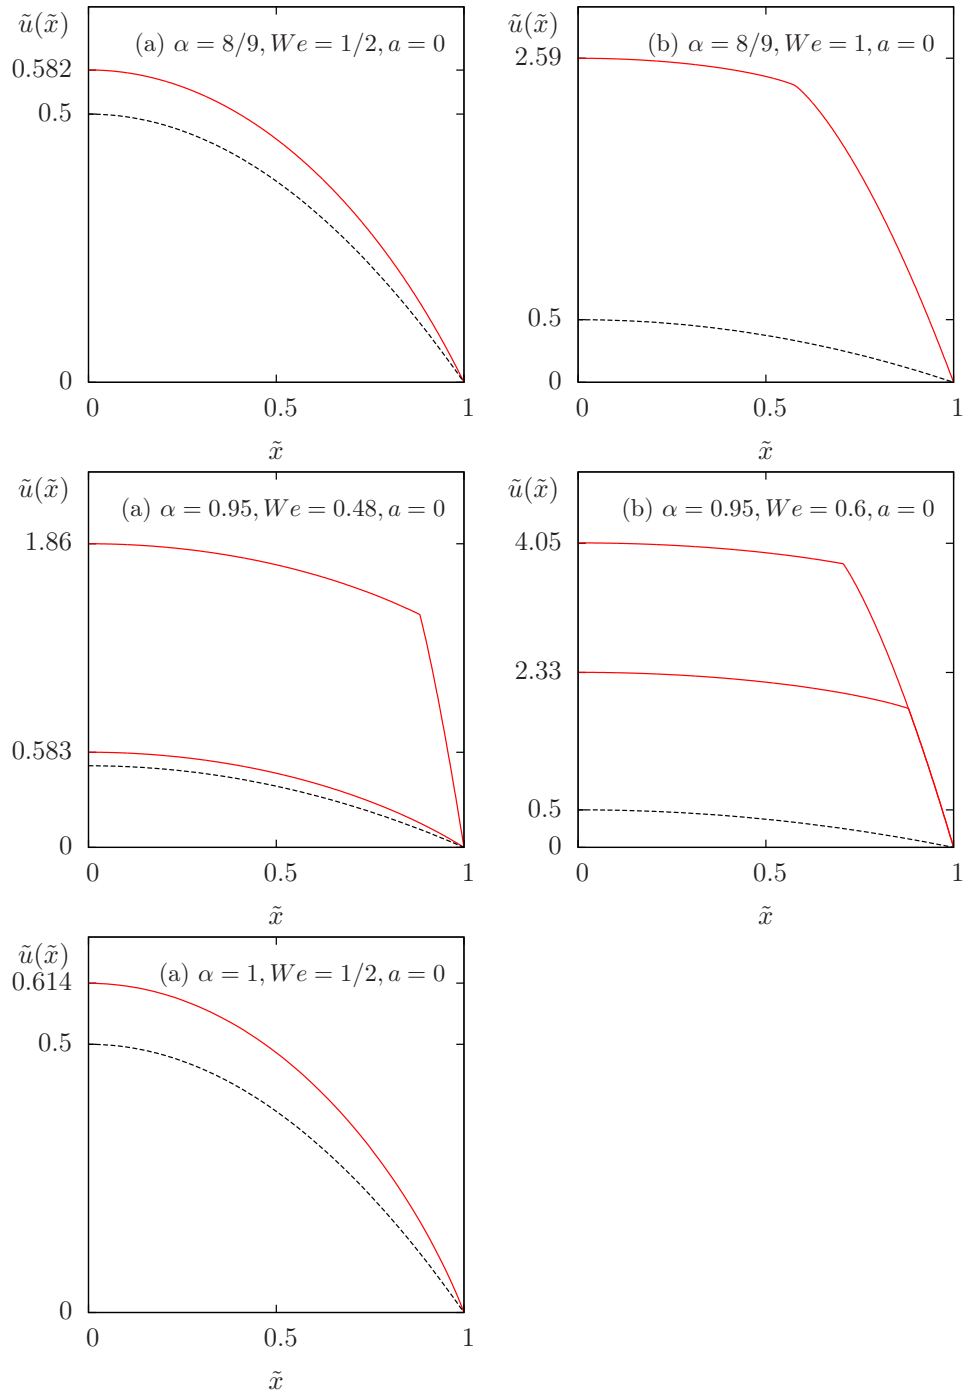 ũ(x̃)
(a) α = 8/9, We = 1/2, a = 0
0.582
0.5
0
0 0.5 1
x̃
ũ(x̃)
(b) α = 8/9, We = 1, a = 0
2.59
0.5
0
0 0.5 1
x̃
ũ(x̃)
(a) α = 0.95, We = 0.48, a = 0
1.86
0.583
0
0 0.5 1
x̃
ũ(x̃)
(b) α = 0.95, We = 0.6, a = 0
4.05
2.33
0.5
0
0 0.5 1
x̃
ũ(x̃)
(a) α = 1, We = 1/2, a = 0
0.614
0.5
0
0 0.5 1
x̃